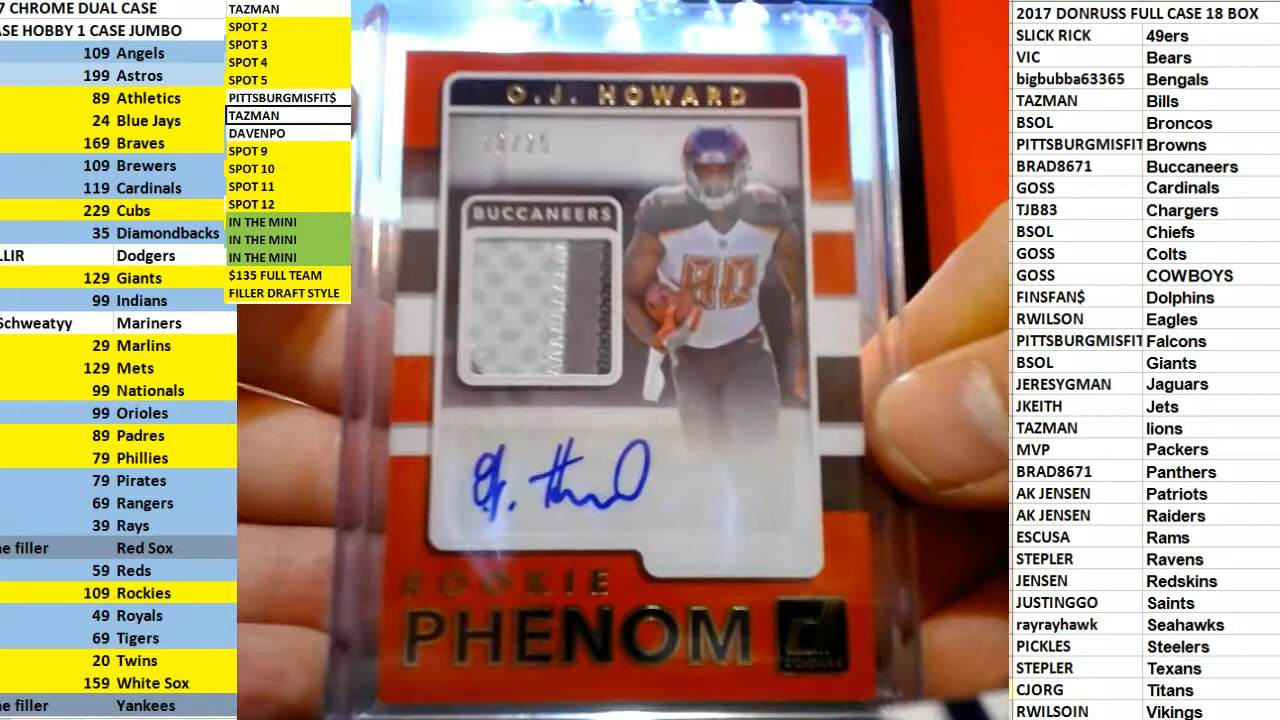 7 CHROME DUAL CASE
ASE HOBBY 1 CASE JUMBO
109 Angels
199 Astros
89 Athletics
24 Blue Jays
169 Braves
109 Brewers
119 Cardinals
229 Cubs
35 Diamondbacks
LLIR Dodgers
129 Giants
99 Indians
Schweatyy Mariners
29 Marlins
129 Mets
99 Nationals
99 Orioles
89 Padres
79 Phillies
79 Pirates
69 Rangers
39 Rays
ne filler Red Sox
59 Reds
109 Rockies
49 Royals
69 Tigers
20 Twins
159 White Sox
ne filler Yankees
TAZMAN
SPOT 2
SPOT 3
SPOT 4
SPOT 5
PITTSBURGMISFIT$
TAZMAN
DAVENPO
SPOT 9
SPOT 10
SPOT 11
SPOT 12
IN THE MINI
IN THE MINI
IN THE MINI
$135 FULL TEAM
FILLER DRAFT STYLE
O.J. HOWARD
BUCCANEERS
80
ROOKIE
PHENOM
DONRUSS
2017 DONRUSS FULL CASE 18 BOX
SLICK RICK 49ers
VIC Bears
bigbubba63365 Bengals
TAZMAN Bills
BSOL Broncos
PITTSBURGMISFIT Browns
BRAD8671 Buccaneers
GOSS Cardinals
TJB83 Chargers
BSOL Chiefs
GOSS Colts
GOSS COWBOYS
FINSFAN$ Dolphins
RWILSON Eagles
PITTSBURGMISFIT Falcons
BSOL Giants
JERESYGMAN Jaguars
JKEITH Jets
TAZMAN lions
MVP Packers
BRAD8671 Panthers
AK JENSEN Patriots
AK JENSEN Raiders
ESCUSA Rams
STEPLER Ravens
JENSEN Redskins
JUSTINGGO Saints
rayrayhawk Seahawks
PICKLES Steelers
STEPLER Texans
CJORG Titans
RWILSOIN Vikings